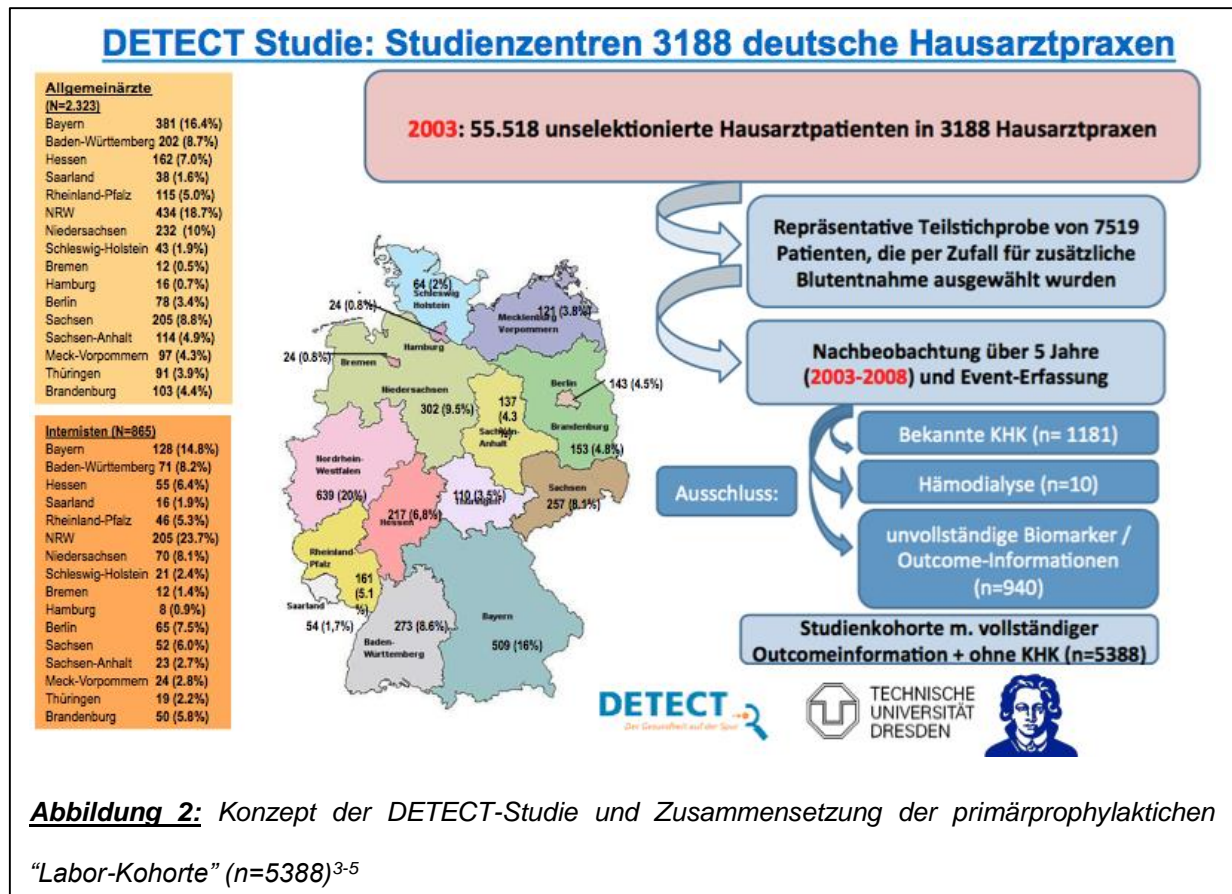 DETECT Studie: Studienzentren 3188 deutsche Hausarztpraxen
Allgemeinärzte
(N=2.323)
Bayern 381 (16.4%)
Baden-Württemberg 202 (8.7%)
Hessen 162 (7.0%)
Saarland 38 (1.6%)
Rheinland-Pfalz 115 (5.0%)
NRW 434 (18.7%)
Niedersachsen 232 (10%)
Schleswig-Holstein 43 (1.9%)
Bremen 12 (0.5%)
Hamburg 16 (0.7%)
Berlin 78 (3.4%)
Sachsen 205 (8.8%)
Sachsen-Anhalt 114 (4.9%)
Meck-Vorpommern 97 (4.3%)
Thüringen 91 (3.9%)
Brandenburg 103 (4.4%)
Internisten (N=865)
Bayern 128 (14.8%)
Baden-Württemberg 71 (8.2%)
Hessen 55 (6.4%)
Saarland 16 (1.9%)
Rheinland-Pfalz 46 (5.3%)
NRW 205 (23.7%)
Niedersachsen 70 (8.1%)
Schleswig-Holstein 21 (2.4%)
Bremen 12 (1.4%)
Hamburg 8 (0.9%)
Berlin 65 (7.5%)
Sachsen 52 (6.0%)
Sachsen-Anhalt 23 (2.7%)
Meck-Vorpommern 24 (2.8%)
Thüringen 19 (2.2%)
Brandenburg 50 (5.8%)
64 (2%)
Schleswig
Holstein
24 (0.8%)
Hamburg
121 (3.8%)
Mecklenburg
Vorpommern
24 (0.8%)
Bremen
Niedersachsen
302 (9.5%)
Berlin
143 (4.5%)
137
(4.3
%)
Sachsen-
Anhalt
Brandenburg
153 (4.8%)
Nordrhein-
Westfalen
639 (20%)
217 (6,8%)
Hessen
110 (3.5%)
Thüringen
Sachsen
257 (8.1%)
Rheinland
Pfalz
161
(5.1
%)
Saarland
54 (1,7%)
273 (8.6%)
Baden-
Württemberg
Bayern
509 (16%)
2003: 55.518 unselektionierte Hausarztpatienten in 3188 Hausarztpraxen
Repräsentative Teilstichprobe von 7519
Patienten, die per Zufall für zusätzliche
Blutentnahme ausgewählt wurden
Nachbeobachtung über 5 Jahre
(2003-2008) und Event-Erfassung
Ausschluss:
Bekannte KHK (n= 1181)
Hämodialyse (n=10)
unvollständige Biomarker /
Outcome-Informationen
(n=940)
Studienkohorte m. vollständiger
Outcomeinformation + ohne KHK (n=5388)
DETECT
Der Gesundheit auf der Spur
TECHNISCHE
UNIVERSITÄT
DRESDEN
Abbildung 2: Konzept der DETECT-Studie und Zusammensetzung der primärprophylaktichen
“Labor-Kohorte” (n=5388)3-5